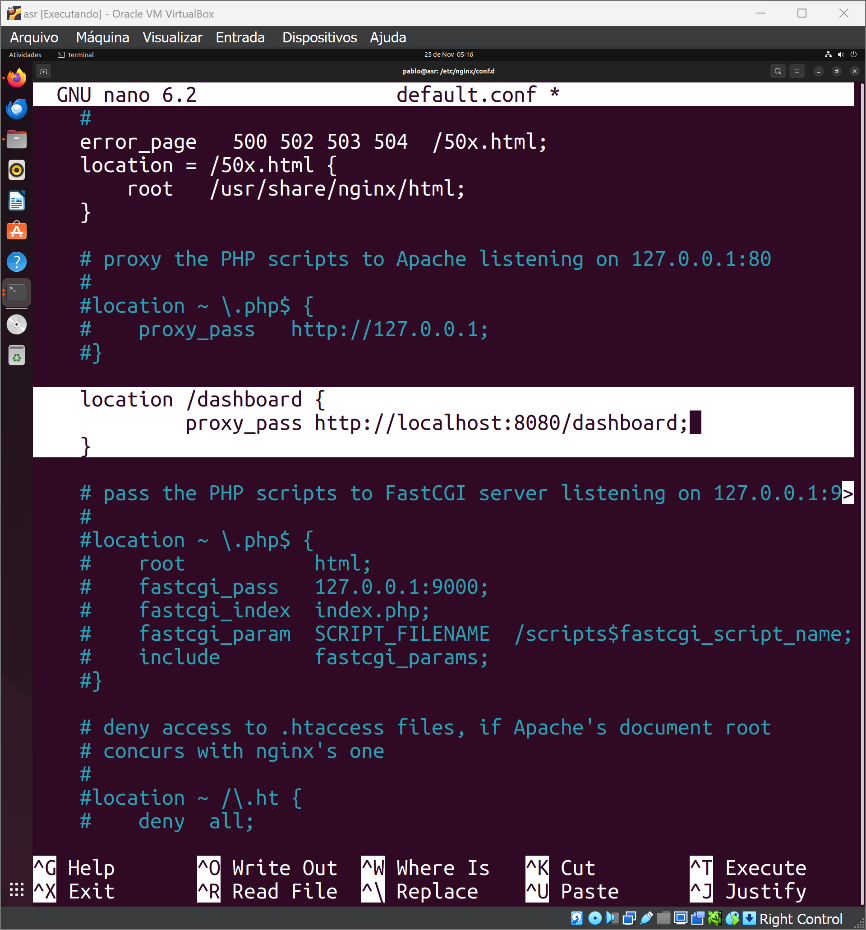 asr [Executando] - Oracle VM VirtualBox
Arquivo Máquina Visualizar Entrada Dispositivos Ajuda
Atividades Terminal 25 de Nov 05:16
pablo@asr: /etc/nginx/conf.d
GNU nano 6.2 default.conf *
#
error_page   500 502 503 504  /50x.html;
location = /50x.html {
root   /usr/share/nginx/html;
}
# proxy the PHP scripts to Apache listening on 127.0.0.1:80
#
#location ~ \.php$ {
#    proxy_pass   http://127.0.0.1;
#}
location /dashboard {
proxy_pass http://localhost:8080/dashboard;
}
# pass the PHP scripts to FastCGI server listening on 127.0.0.1:9>
#
#location ~ \.php$ {
#    root           html;
#    fastcgi_pass   127.0.0.1:9000;
#    fastcgi_index  index.php;
#    fastcgi_param  SCRIPT_FILENAME  /scripts$fastcgi_script_name;
#    include        fastcgi_params;
#}
# deny access to .htaccess files, if Apache's document root
# concurs with nginx's one
#
#location ~ /\.ht {
#    deny  all;
^G Help ^O Write Out ^W Where Is ^K Cut ^T Execute
^X Exit ^R Read File ^\ Replace ^U Paste ^J Justify
Right Control